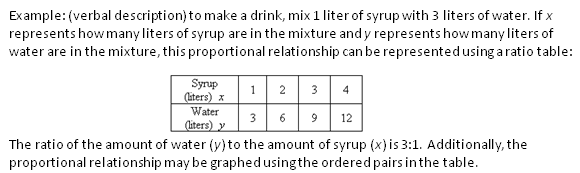 Example: (verbal description) to make a drink, mix 1 liter of syrup with 3 liters of water. If x
represents how many liters of syrup are in the mixture and y represents how many liters of
water are in the mixture, this proportional relationship can be represented using a ratio table:
Syrup (liters) x 1 2 3 4
Water (liters) y 3 6 9 12
The ratio of the amount of water (y) to the amount of syrup (x) is 3:1. Additionally, the
proportional relationship may be graphed using the ordered pairs in the table.